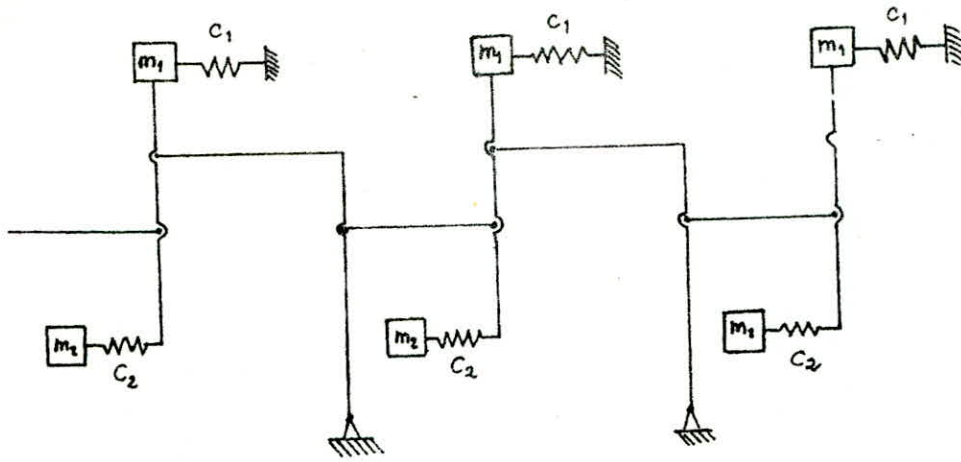 C₁ C₁ C₁
m₁ m₁ m₁
m₂ m₂ m₂
C₂ C₂ C₂